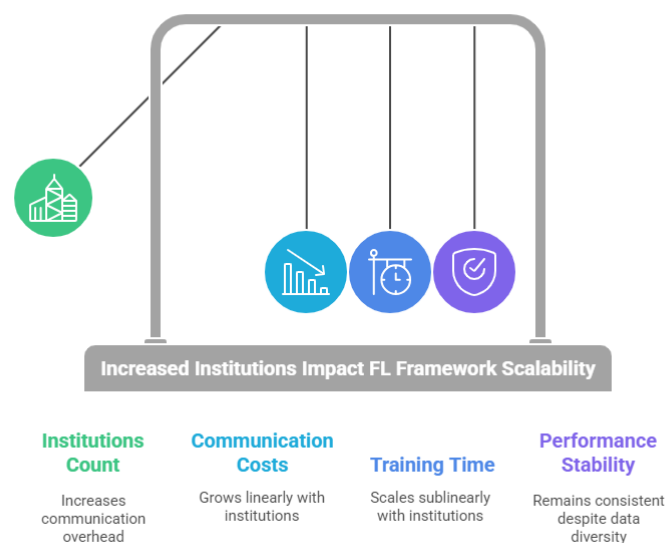 Increased Institutions Impact FL Framework Scalability
Institutions
Count
Increases
communication
overhead
Communication
Costs
Grows linearly with
institutions
Training Time
Scales sublinearly
with institutions
Performance
Stability
Remains consistent
despite data
diversity